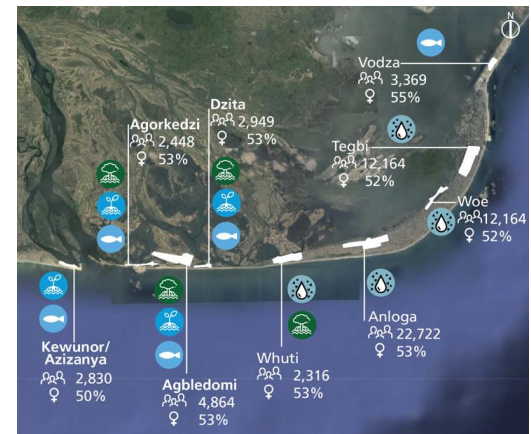 N
Vodza
3,369
55%
Dzita
2,949
53%
Agorkedzi
2,448
53%
Tegbi
12,164
52%
Woe
12,164
52%
Kewunor/
Azizanya
2,830
50%
Agbledomi
4,864
53%
Whuti
2,316
53%
Anloga
22,722
53%